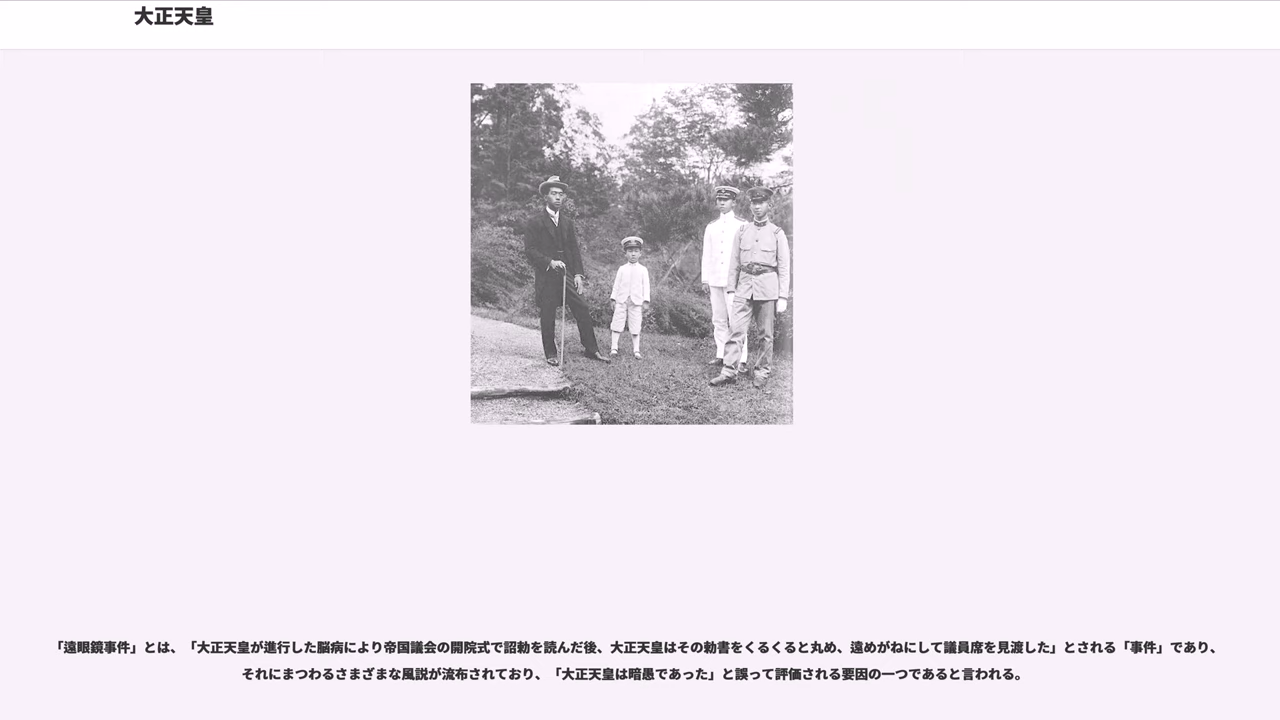 大正天皇
「遠眼鏡事件」とは、「大正天皇が進行した脳病により帝国議会の開院式で詔勅を読んだ後、大正天皇はその勅書をくるくると丸め、遠めがねにして議員席を見渡した」とされる「事件」であり、
それにまつわるさまざまな風説が流布されており、「大正天皇は暗愚であった」と誤って評価される要因の一つであると言われる。